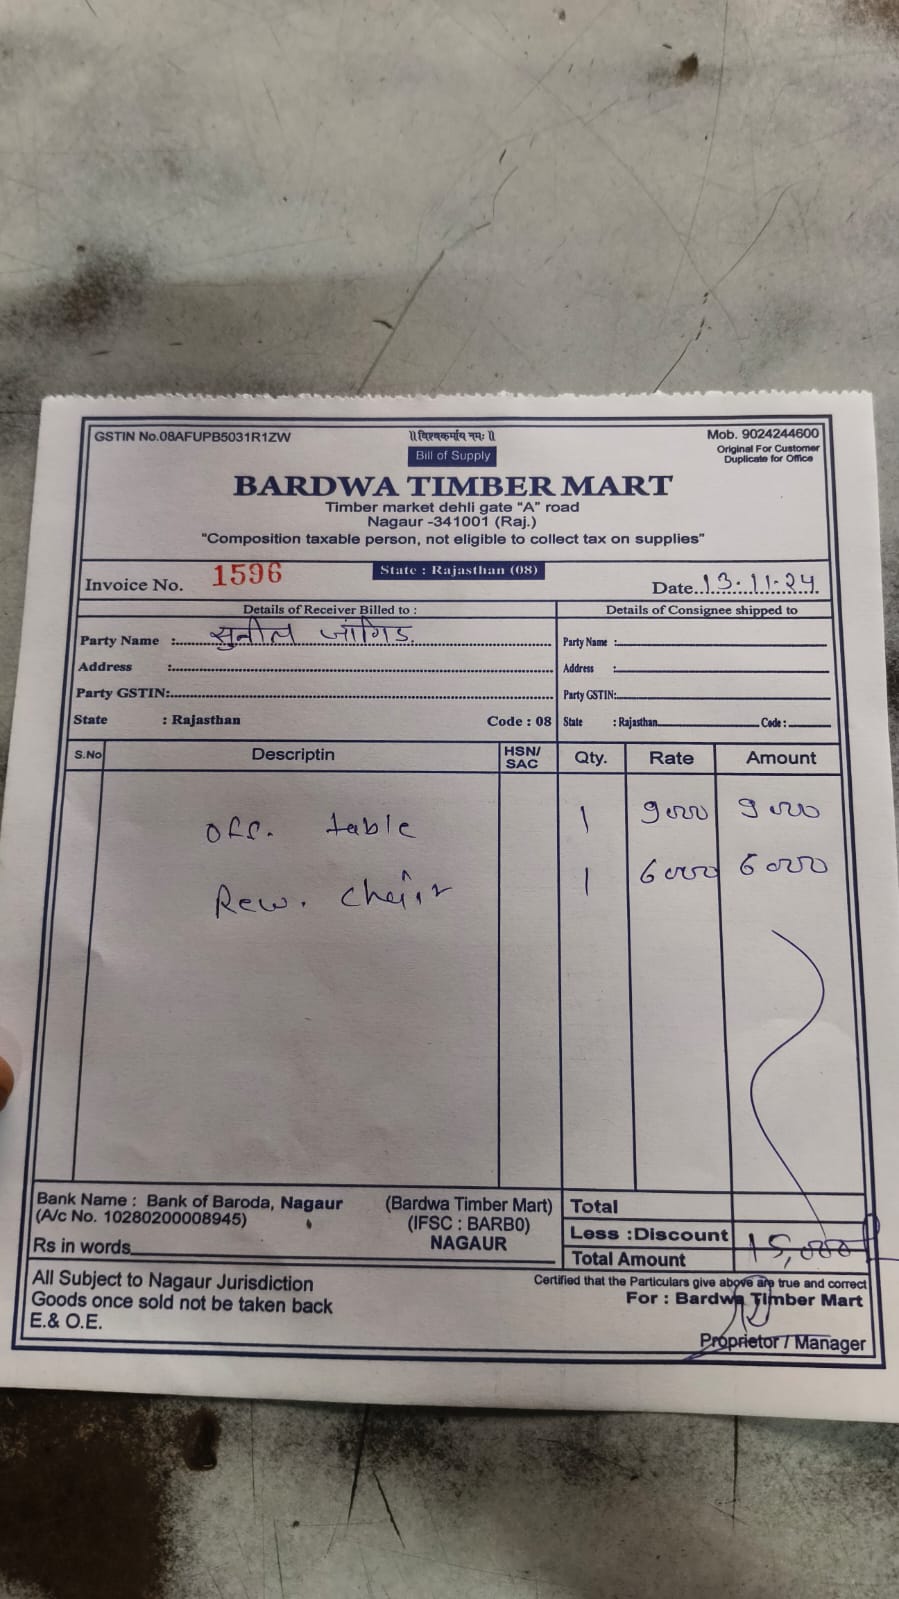 GSTIN No.08AFUPB5031R1ZW
॥ विश्वकर्माय नमः ॥
Mob. 9024244600
Bill of Supply
Original For Customer
Duplicate for Office
BARDWA TIMBER MART
Timber market dehli gate "A" road
Nagaur -341001 (Raj.)
"Composition taxable person, not eligible to collect tax on supplies"
Invoice No. 1596
State : Rajasthan (08)
Date 13.11.24
Details of Receiver Billed to :
Details of Consignee shipped to
Party Name : सुनील जांगिड
Party Name :
Address :
Address :
Party GSTIN:
Party GSTIN:
State : Rajasthan Code : 08
State : Rajasthan Code :
S.No Descriptin HSN/SAC Qty. Rate Amount
Off. table 1 9000 9000
Rew. Chair 1 6000 6000
Bank Name : Bank of Baroda, Nagaur (Bardwa Timber Mart) Total
(A/c No. 10280200008945) (IFSC : BARB0) Less : Discount
Rs in words NAGAUR Total Amount 15,000
All Subject to Nagaur Jurisdiction
Goods once sold not be taken back
E.& O.E.
Certified that the Particulars give above are true and correct
For : Bardwa Timber Mart
Proprietor / Manager